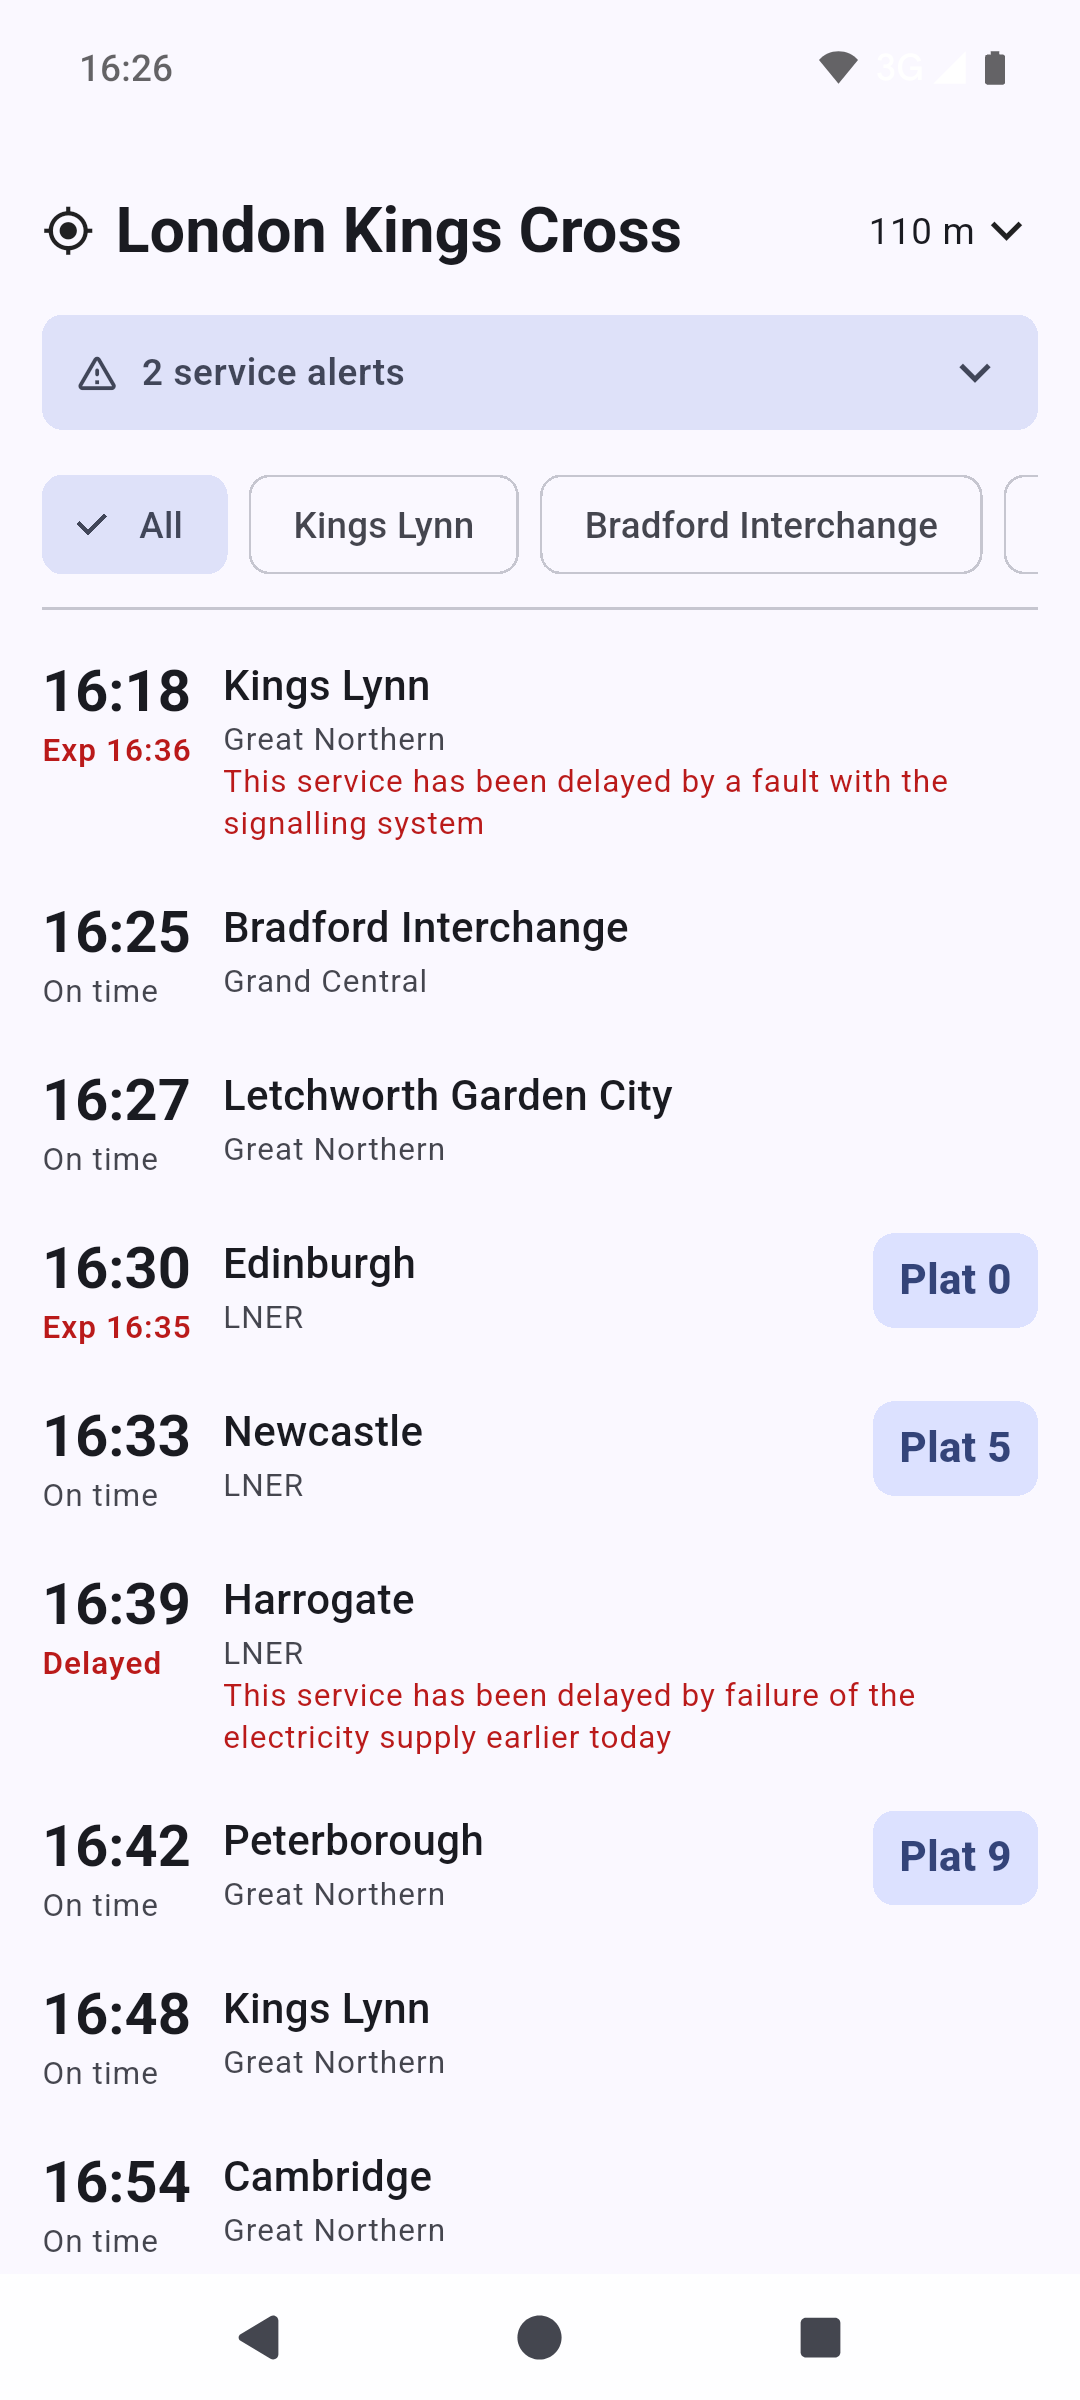 16:26
3G
London Kings Cross
110 m
2 service alerts
All
Kings Lynn
Bradford Interchange
16:18
Kings Lynn
Exp 16:36
Great Northern
This service has been delayed by a fault with the
signalling system
16:25
Bradford Interchange
On time
Grand Central
16:27
Letchworth Garden City
On time
Great Northern
16:30
Edinburgh
Plat 0
Exp 16:35
LNER
16:33
Newcastle
Plat 5
On time
LNER
16:39
Harrogate
Delayed
LNER
This service has been delayed by failure of the
electricity supply earlier today
16:42
Peterborough
Plat 9
On time
Great Northern
16:48
Kings Lynn
On time
Great Northern
16:54
Cambridge
On time
Great Northern